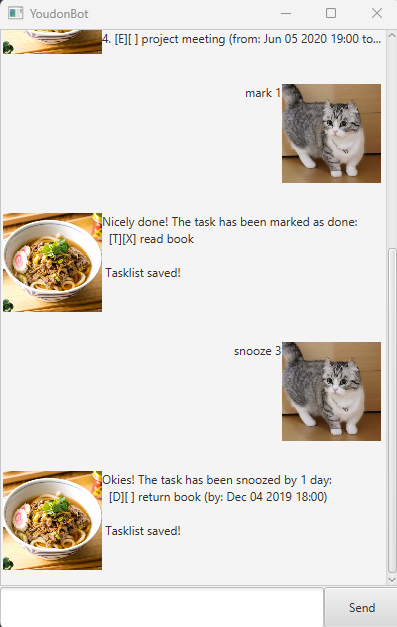 YoudonBot
4. [E][ ] project meeting (from: Jun 05 2020 19:00 to...
mark 1
Nicely done! The task has been marked as done:
[T][X] read book
Tasklist saved!
snooze 3
Okies! The task has been snoozed by 1 day:
[D][ ] return book (by: Dec 04 2019 18:00)
Tasklist saved!
Send